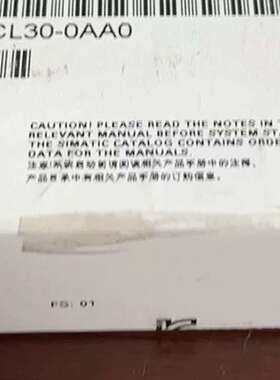 CL30-0AA0
CAUTION! PLEASE READ THE NOTES IN T
RELEVANT MANUAL BEFORE SYSTEM STA
THE SIMATIC CATALOG CONTAINS ORDE
DATA FOR THE MANUALS.
注意!系统启动前请阅读相关产品手册中的注释。
产品目录中有相关产品手册的订购信息。
FS: 01